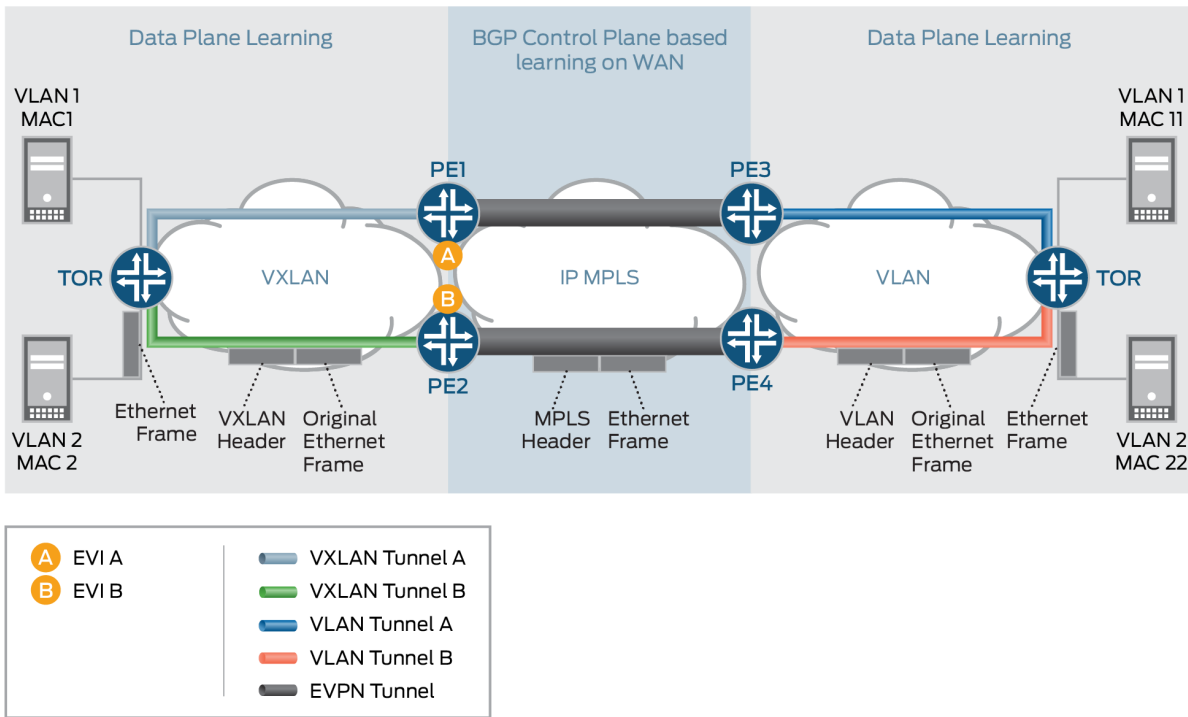 Data Plane Learning
BGP Control Plane based
learning on WAN
Data Plane Learning
VLAN 1
MAC1
VLAN 1
MAC 11
PE1
PE3
A
TOR
VXLAN
IP MPLS
VLAN
TOR
B
PE2
PE4
Ethernet
Frame
VXLAN
Header
Original
Ethernet
Frame
MPLS
Header
Ethernet
Frame
VLAN
Header
Original
Ethernet
Frame
Ethernet
Frame
VLAN 2
MAC 2
VLAN 2
MAC 22
A EVI A
B EVI B
VXLAN Tunnel A
VXLAN Tunnel B
VLAN Tunnel A
VLAN Tunnel B
EVPN Tunnel